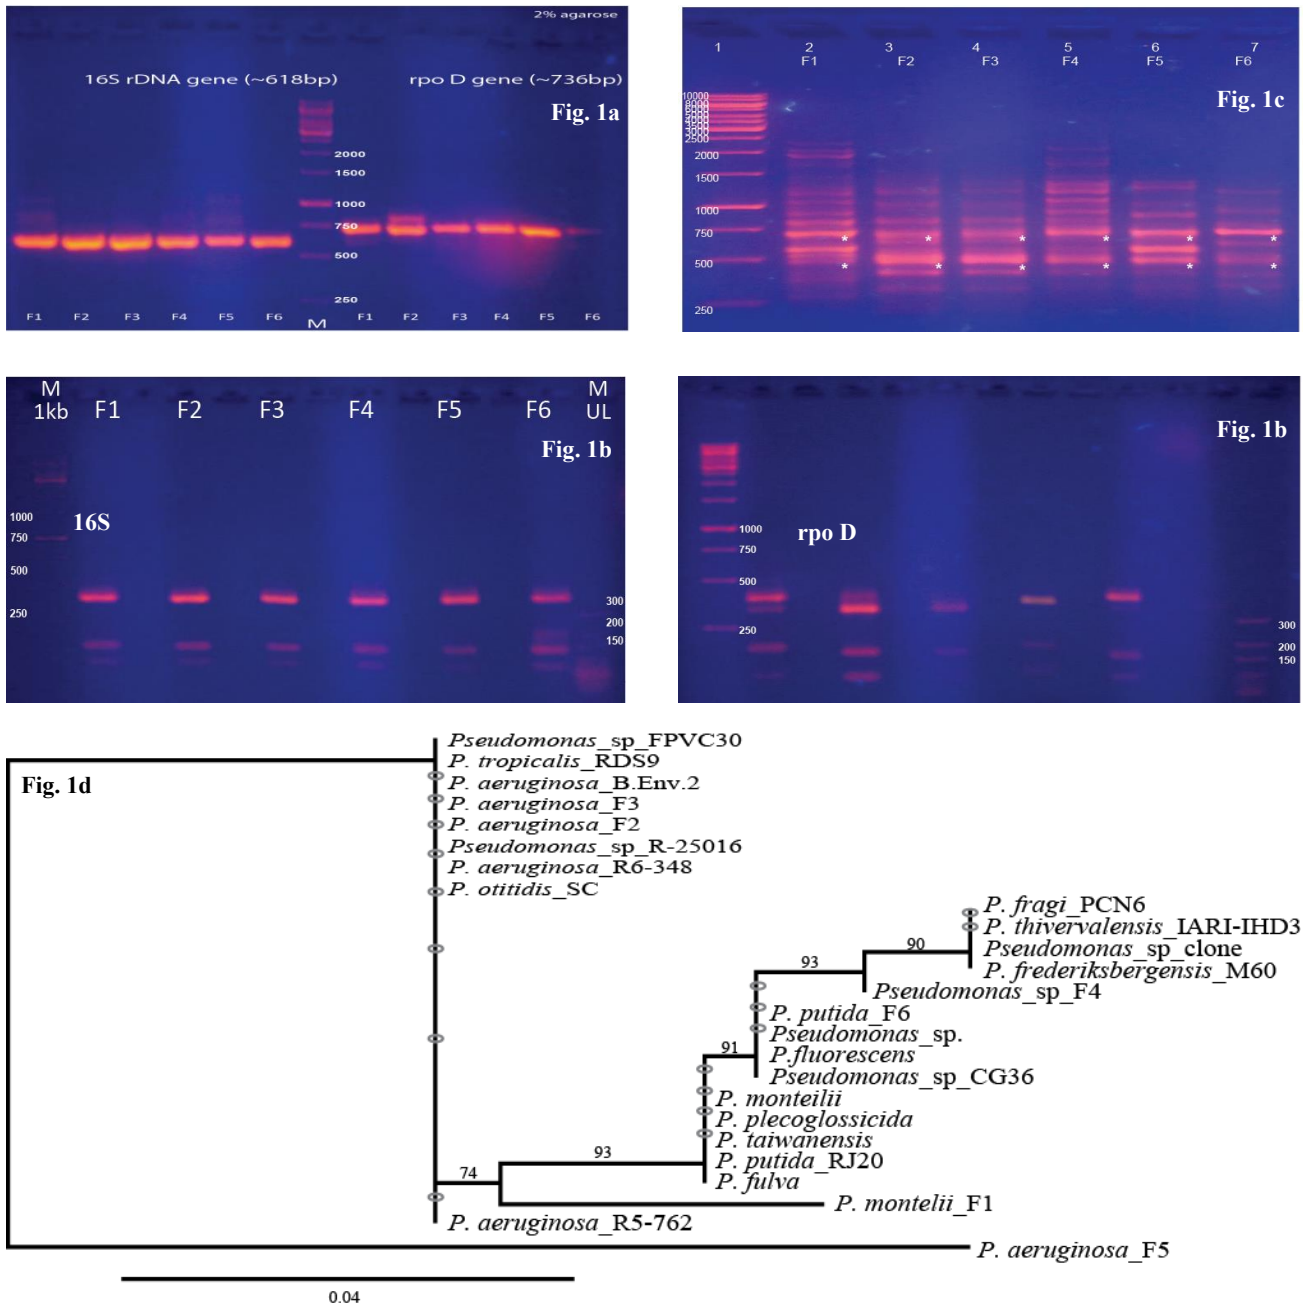 2% agarose
16S rDNA gene (~618bp)
rpo D gene (~736bp)
Fig. 1a
2000
1500
1000
750
500
250
F1 F2 F3 F4 F5 F6 M F1 F2 F3 F4 F5 F6
1 2 3 4 5 6 7
F1 F2 F3 F4 F5 F6
Fig. 1c
10000
8000
6000
5000
4000
3000
2500
2000
1500
1000
750
500
250
* * * * * *
* * * * * *
M M
1kb F1 F2 F3 F4 F5 F6 UL
Fig. 1b
16S
1000
750
500
250
300
200
150
Fig. 1b
rpo D
1000
750
500
250
300
200
150
Fig. 1d
Pseudomonas_sp_FPVC30
P. tropicalis_RDS9
P. aeruginosa_B.Env.2
P. aeruginosa_F3
P. aeruginosa_F2
Pseudomonas_sp_R-25016
P. aeruginosa_R6-348
P. otitidis_SC
P. fragi_PCN6
P. thivervalensis_IARI-IHD3
90
Pseudomonas_sp_clone
93
P. frederiksbergensis_M60
Pseudomonas_sp_F4
P. putida_F6
Pseudomonas_sp.
91
P.fluorescens
Pseudomonas_sp_CG36
P. monteilii
P. plecoglossicida
P. taiwanensis
93
P. putida_RJ20
74
P. fulva
P. montelii_F1
P. aeruginosa_R5-762
P. aeruginosa_F5
0.04